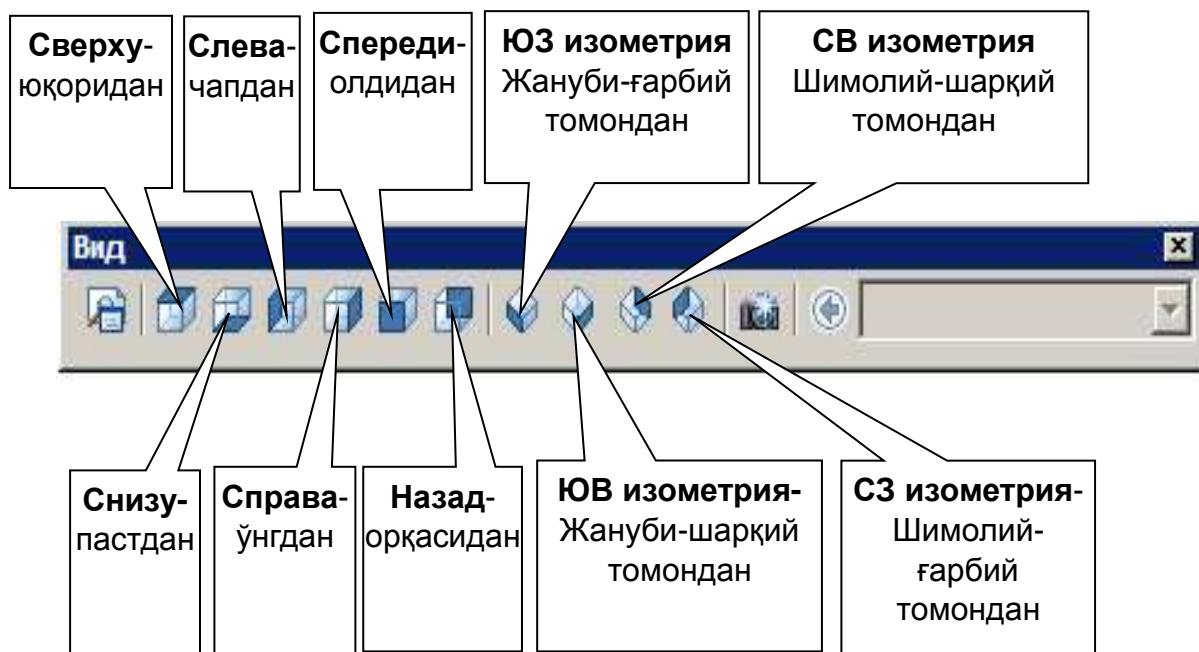 Сверху-
юқоридан
Слева-
чапдан
Спереди-
олдидан
ЮЗ изометрия
Жануби-ғарбий
томондан
СВ изометрия
Шимолий-шарқий
томондан
Вид
Снизу-
пастдан
Справа-
ўнгдан
Назад-
орқасидан
ЮВ изометрия-
Жануби-шарқий
томондан
СЗ изометрия-
Шимолий-
ғарбий
томондан